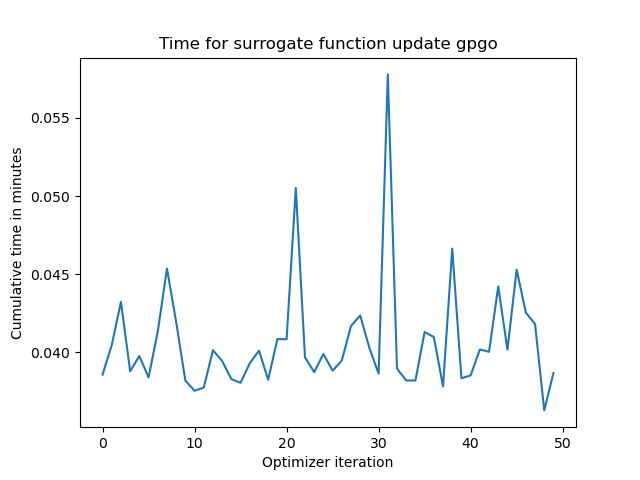 Time for surrogate function update gpgo
Cumulative time in minutes
0.055
0.050
0.045
0.040
0 10 20 30 40 50
Optimizer iteration